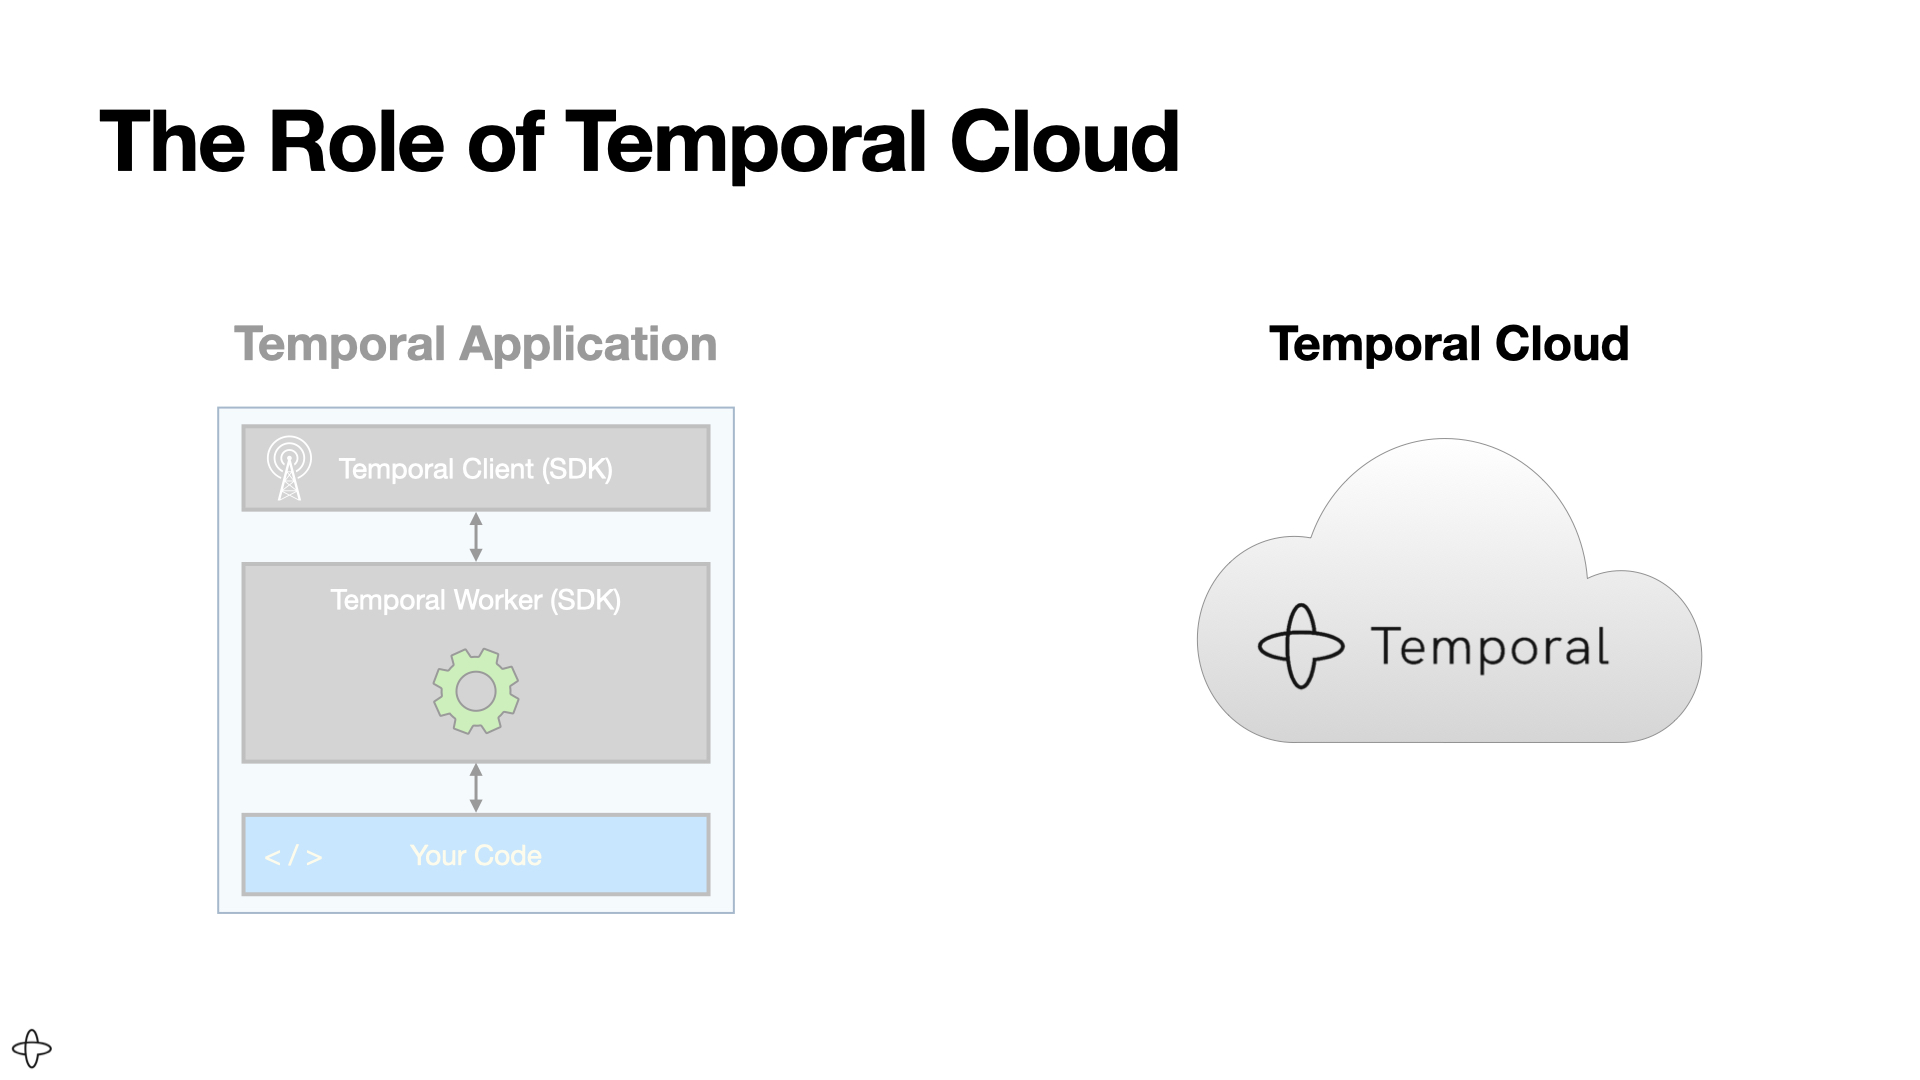 The Role of Temporal Cloud
Temporal Application
Temporal Client (SDK)
Temporal Worker (SDK)
< / >
Your Code
Temporal Cloud
Temporal